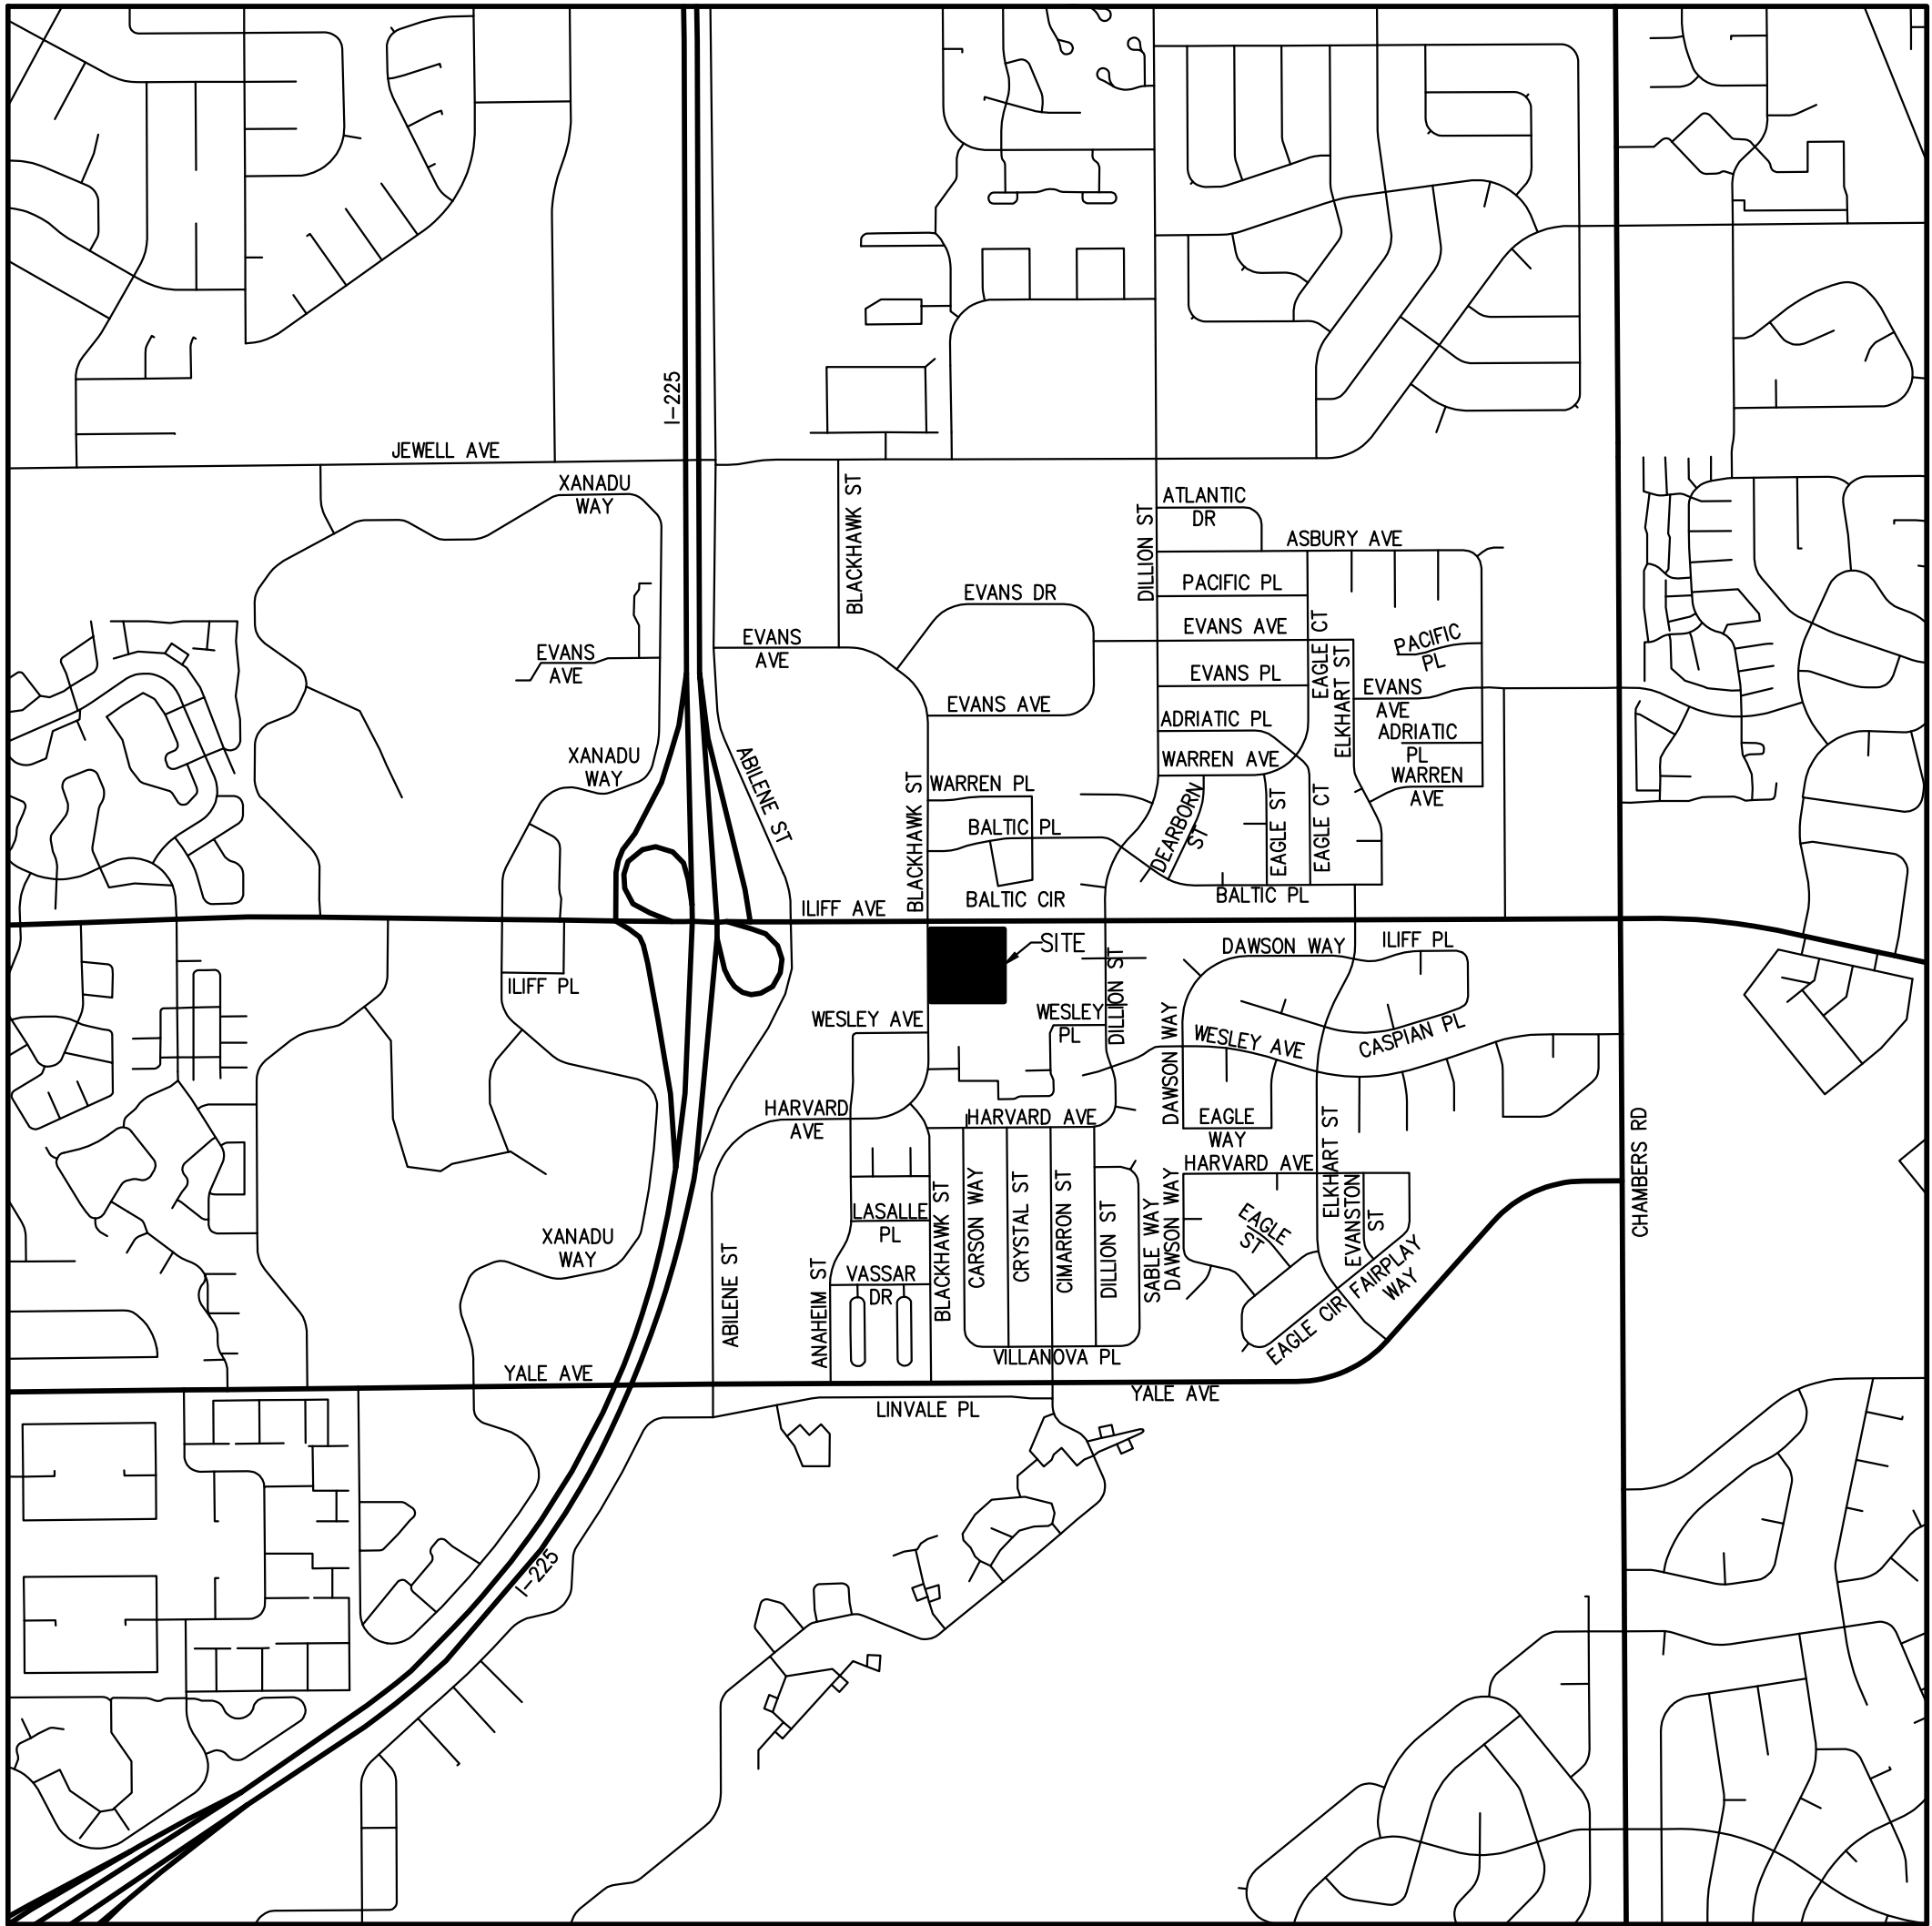 I-225
JEWELL AVE
XANADU
WAY
BLACKHAWK ST
DILLION ST
ATLANTIC
DR
ASBURY AVE
PACIFIC PL
EVANS DR
EVANS AVE
EAGLE CT
ELKHART ST
PACIFIC
PL
EVANS
AVE
EVANS
AVE
EVANS PL
EVANS
AVE
EVANS AVE
ADRIATIC PL
ADRIATIC
PL
WARREN AVE
WARREN
AVE
XANADU
WAY
ABILENE ST
BLACKHAWK ST
WARREN PL
BALTIC PL
DEARBORN
ST
EAGLE ST
EAGLE CT
BALTIC CIR
BALTIC PL
ILIFF AVE
SITE
DAWSON WAY
ILIFF PL
ILIFF PL
DILLION ST
WESLEY AVE
WESLEY
PL
DAWSON WAY
WESLEY AVE
CASPIAN PL
HARVARD
AVE
HARVARD AVE
EAGLE
WAY
ELKHART ST
CHAMBERS RD
HARVARD AVE
LASALLE
PL
BLACKHAWK ST
CARSON WAY
CRYSTAL ST
CIMARRON ST
DILLION ST
SABLE WAY
DAWSON WAY
EAGLE
ST
EVANSTON
ST
XANADU
WAY
ABILENE ST
ANAHEIM ST
VASSAR
DR
EAGLE CIR
FAIRPLAY
WAY
VILLANOVA PL
YALE AVE
YALE AVE
LINVALE PL
I-225